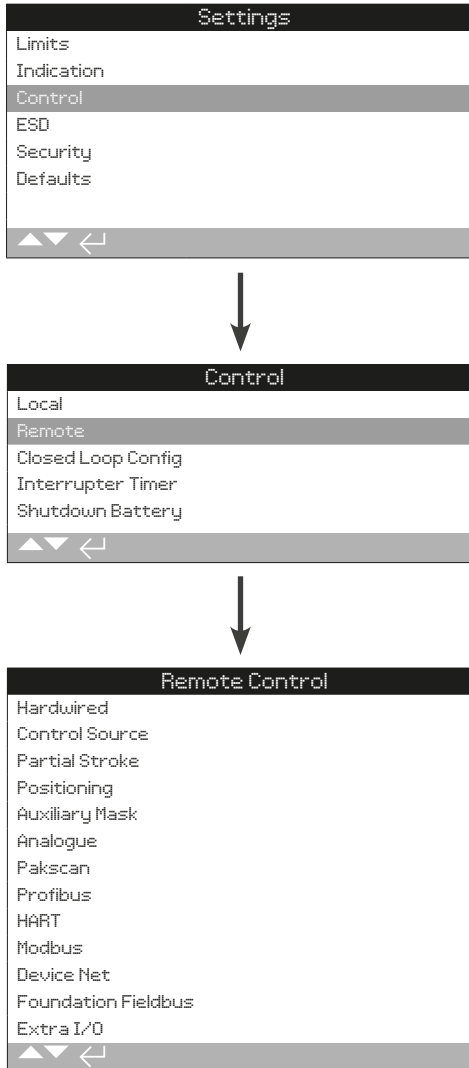 Settings
Limits
Indication
Control
ESD
Security
Defaults
Control
Local
Remote
Closed Loop Config
Interrupter Timer
Shutdown Battery
Remote Control
Hardwired
Control Source
Partial Stroke
Positioning
Auxiliary Mask
Analogue
Pakscan
Profibus
HART
Modbus
Device Net
Foundation Fieldbus
Extra I/O